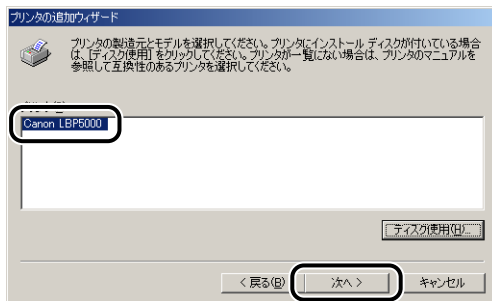 プリンタの追加ウィザード
プリンタの製造元とモデルを選択してください。プリンタにインストール ディスクが付いている場合
は、[ディスク使用] をクリックしてください。プリンタが一覧にない場合は、プリンタのマニュアルを
参照して互換性のあるプリンタを選択してください。
Canon LBP5000
ディスク使用(H)...
< 戻る(B)
次へ >
キャンセル